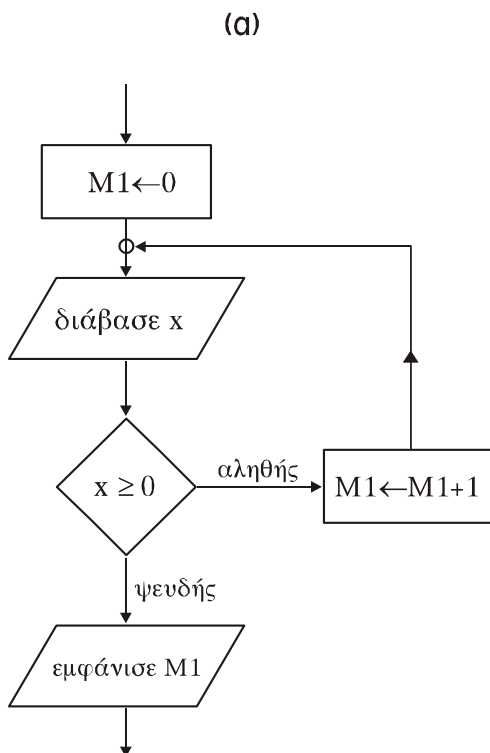 (α)
M1←0
διάβασε x
x ≥ 0
αληθής
M1←M1+1
ψευδής
εμφάνισε M1